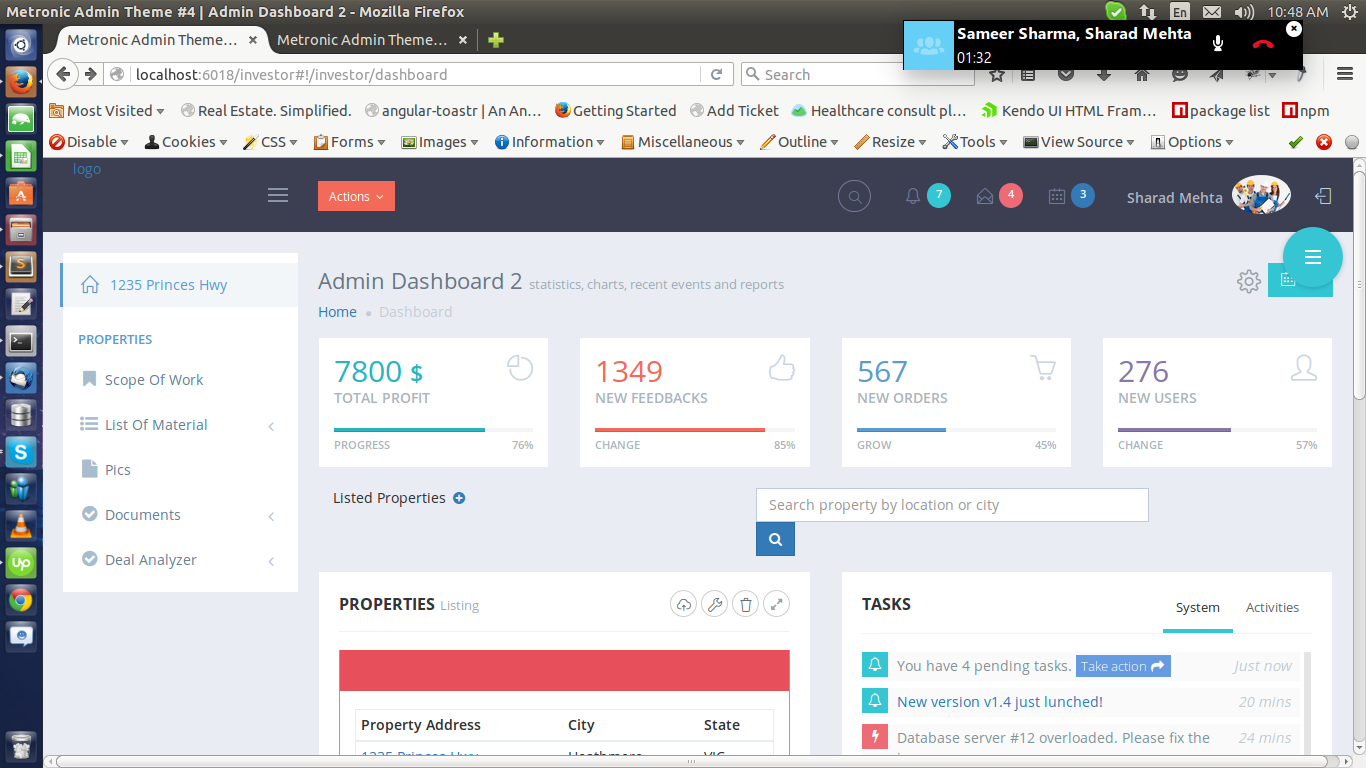 Metronic Admin Theme #4 | Admin Dashboard 2 - Mozilla Firefox
En
10:48 AM
Metronic Admin Theme...
Metronic Admin Theme...
Sameer Sharma, Sharad Mehta
01:32
localhost:6018/investor#!/investor/dashboard
Search
Most Visited
Real Estate. Simplified.
angular-toastr | An An...
Getting Started
Add Ticket
Healthcare consult pl...
Kendo UI HTML Fram...
package list
npm
Disable
Cookies
CSS
Forms
Images
Information
Miscellaneous
Outline
Resize
Tools
View Source
Options
logo
Actions
7
4
3
Sharad Mehta
1235 Princes Hwy
PROPERTIES
Scope Of Work
List Of Material
Pics
Documents
Deal Analyzer
Admin Dashboard 2 statistics, charts, recent events and reports
Home
Dashboard
7800 $
TOTAL PROFIT
PROGRESS 76%
1349
NEW FEEDBACKS
CHANGE 85%
567
NEW ORDERS
GROW 45%
276
NEW USERS
CHANGE 57%
Listed Properties
Search property by location or city
PROPERTIES Listing
Property Address City State
1235 Princes Hwy Heathmere VIC
TASKS
System
Activities
You have 4 pending tasks. Take action Just now
New version v1.4 just lunched! 20 mins
Database server #12 overloaded. Please fix the 24 mins